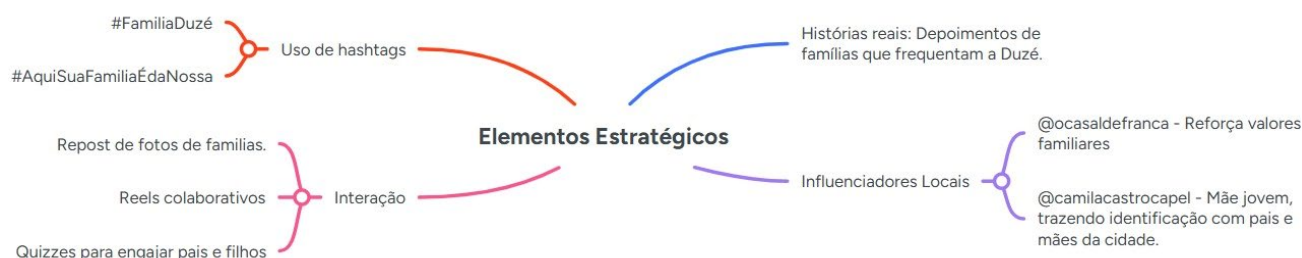 Elementos Estratégicos
Uso de hashtags
#FamiliaDuzé
#AquiSuaFamiliaÉdaNossa
Interação
Repost de fotos de familias.
Reels colaborativos
Quizzes para engajar pais e filhos
Histórias reais: Depoimentos de
famílias que frequentam a Duzé.
Influenciadores Locais
@ocasaldefranca - Reforça valores
familiares
@camilacastrocapel - Mãe jovem,
trazendo identificação com pais e
mães da cidade.